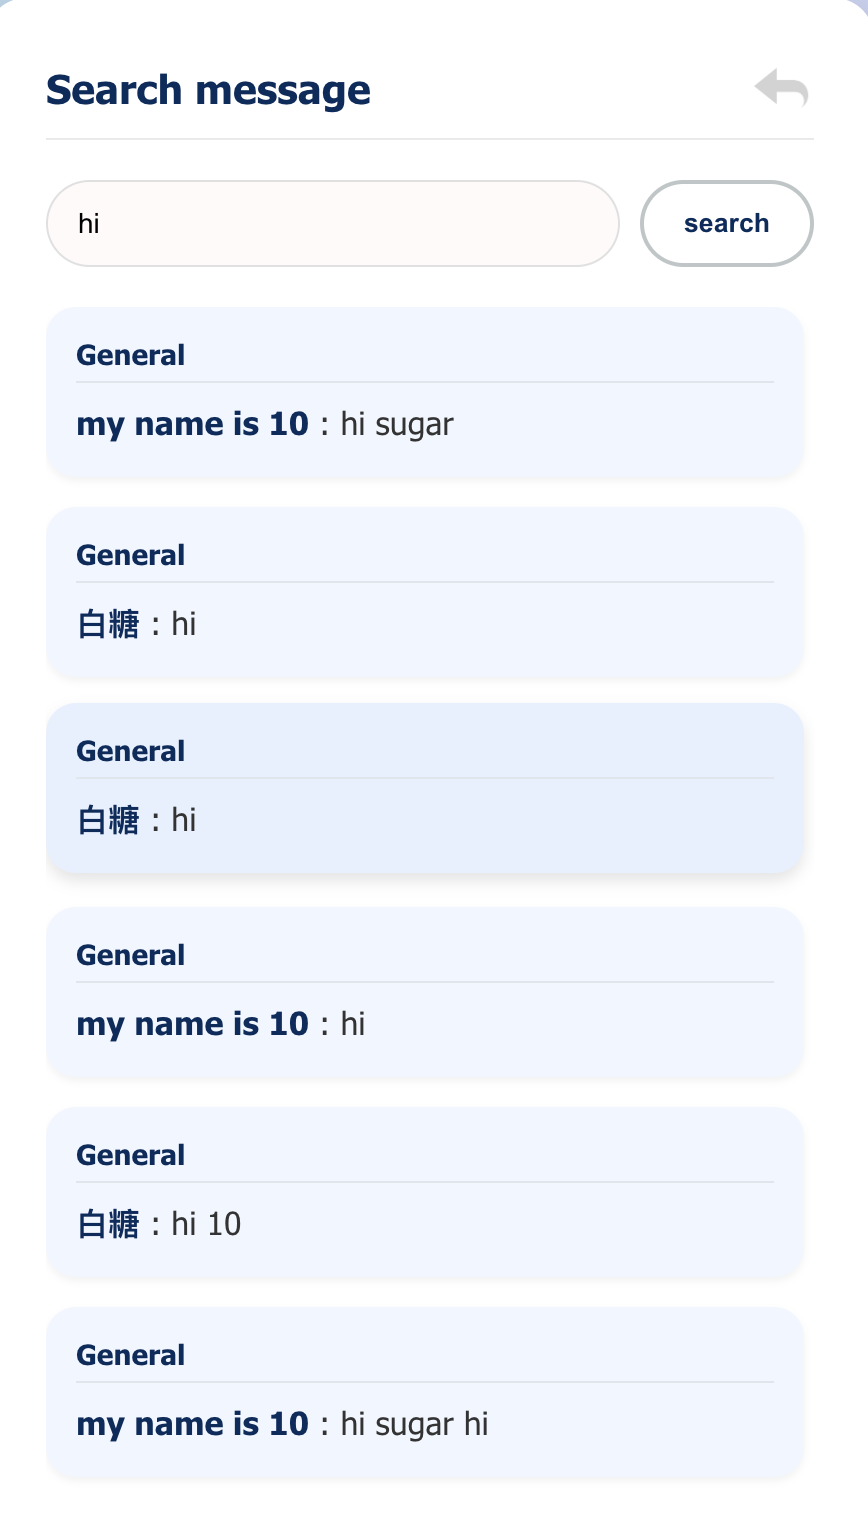 Search message
hi
search
General
my name is 10 : hi sugar
General
白糖 : hi
General
白糖 : hi
General
my name is 10 : hi
General
白糖 : hi 10
General
my name is 10 : hi sugar hi